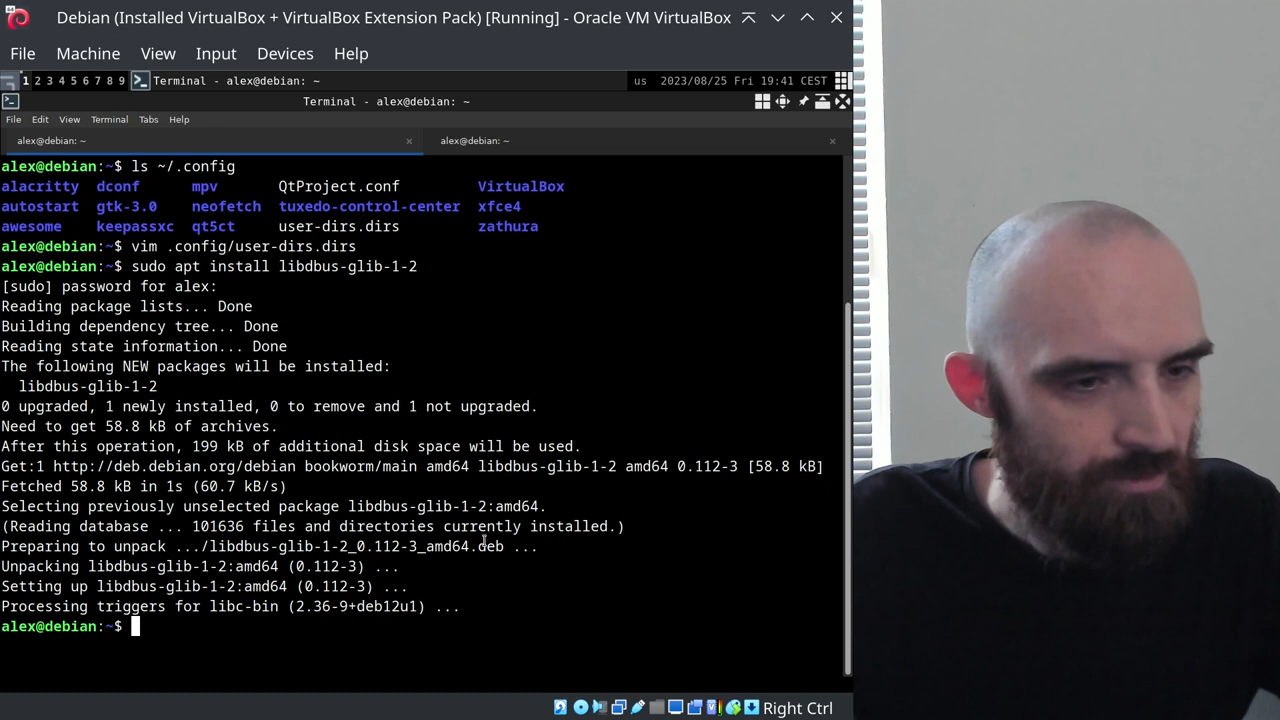 Debian (Installed VirtualBox + VirtualBox Extension Pack) [Running] - Oracle VM VirtualBox
File Machine View Input Devices Help
1 2 3 4 5 6 7 8 9 Terminal - alex@debian: ~ us 2023/08/25 Fri 19:41 CEST
Terminal - alex@debian: ~
File Edit View Terminal Tabs Help
alex@debian: ~ alex@debian: ~
alex@debian:~$ ls ~/.config
alacritty dconf mpv QtProject.conf VirtualBox
autostart gtk-3.0 neofetch tuxedo-control-center xfce4
awesome keepassxc qt5ct user-dirs.dirs zathura
alex@debian:~$ vim .config/user-dirs.dirs
alex@debian:~$ sudo apt install libdbus-glib-1-2
[sudo] password for alex:
Reading package lists... Done
Building dependency tree... Done
Reading state information... Done
The following NEW packages will be installed:
libdbus-glib-1-2
0 upgraded, 1 newly installed, 0 to remove and 1 not upgraded.
Need to get 58.8 kB of archives.
After this operation, 199 kB of additional disk space will be used.
Get:1 http://deb.debian.org/debian bookworm/main amd64 libdbus-glib-1-2 amd64 0.112-3 [58.8 kB]
Fetched 58.8 kB in 1s (60.7 kB/s)
Selecting previously unselected package libdbus-glib-1-2:amd64.
(Reading database ... 101636 files and directories currently installed.)
Preparing to unpack .../libdbus-glib-1-2_0.112-3_amd64.deb ...
Unpacking libdbus-glib-1-2:amd64 (0.112-3) ...
Setting up libdbus-glib-1-2:amd64 (0.112-3) ...
Processing triggers for libc-bin (2.36-9+deb12u1) ...
alex@debian:~$
Right Ctrl